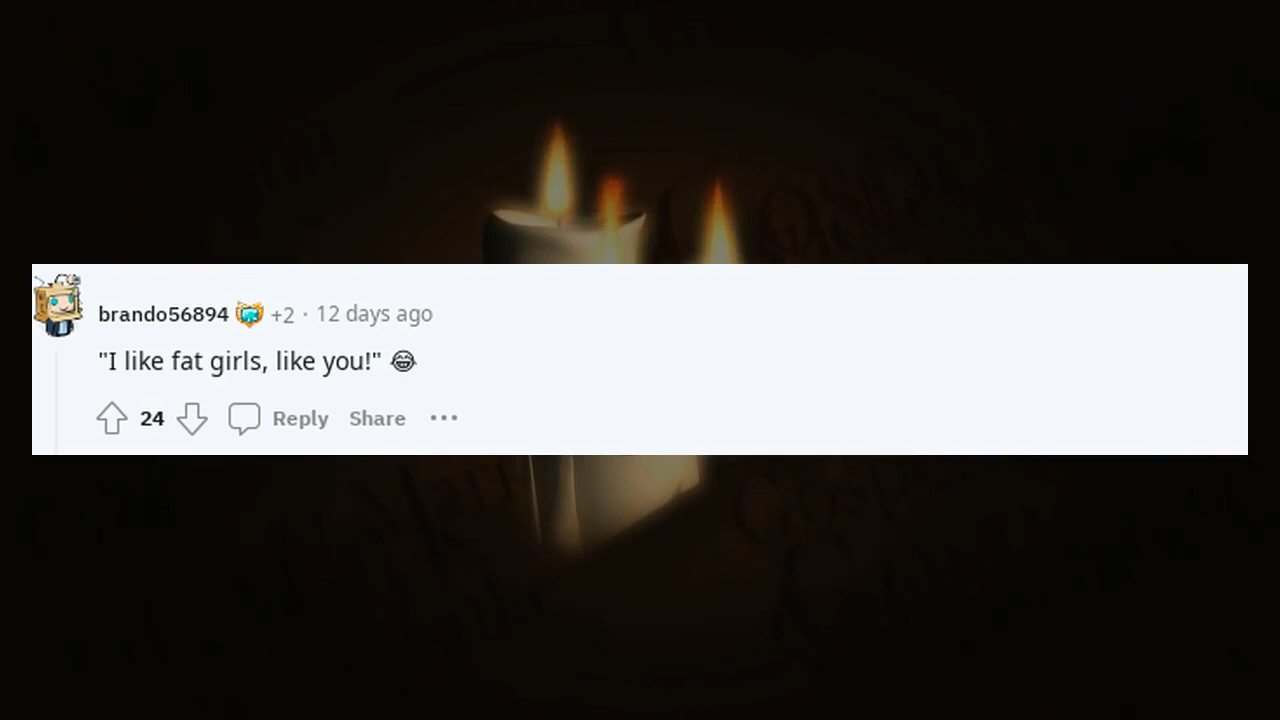 brando56894 +2 · 12 days ago
"I like fat girls, like you!" 😂
24 Reply Share ···